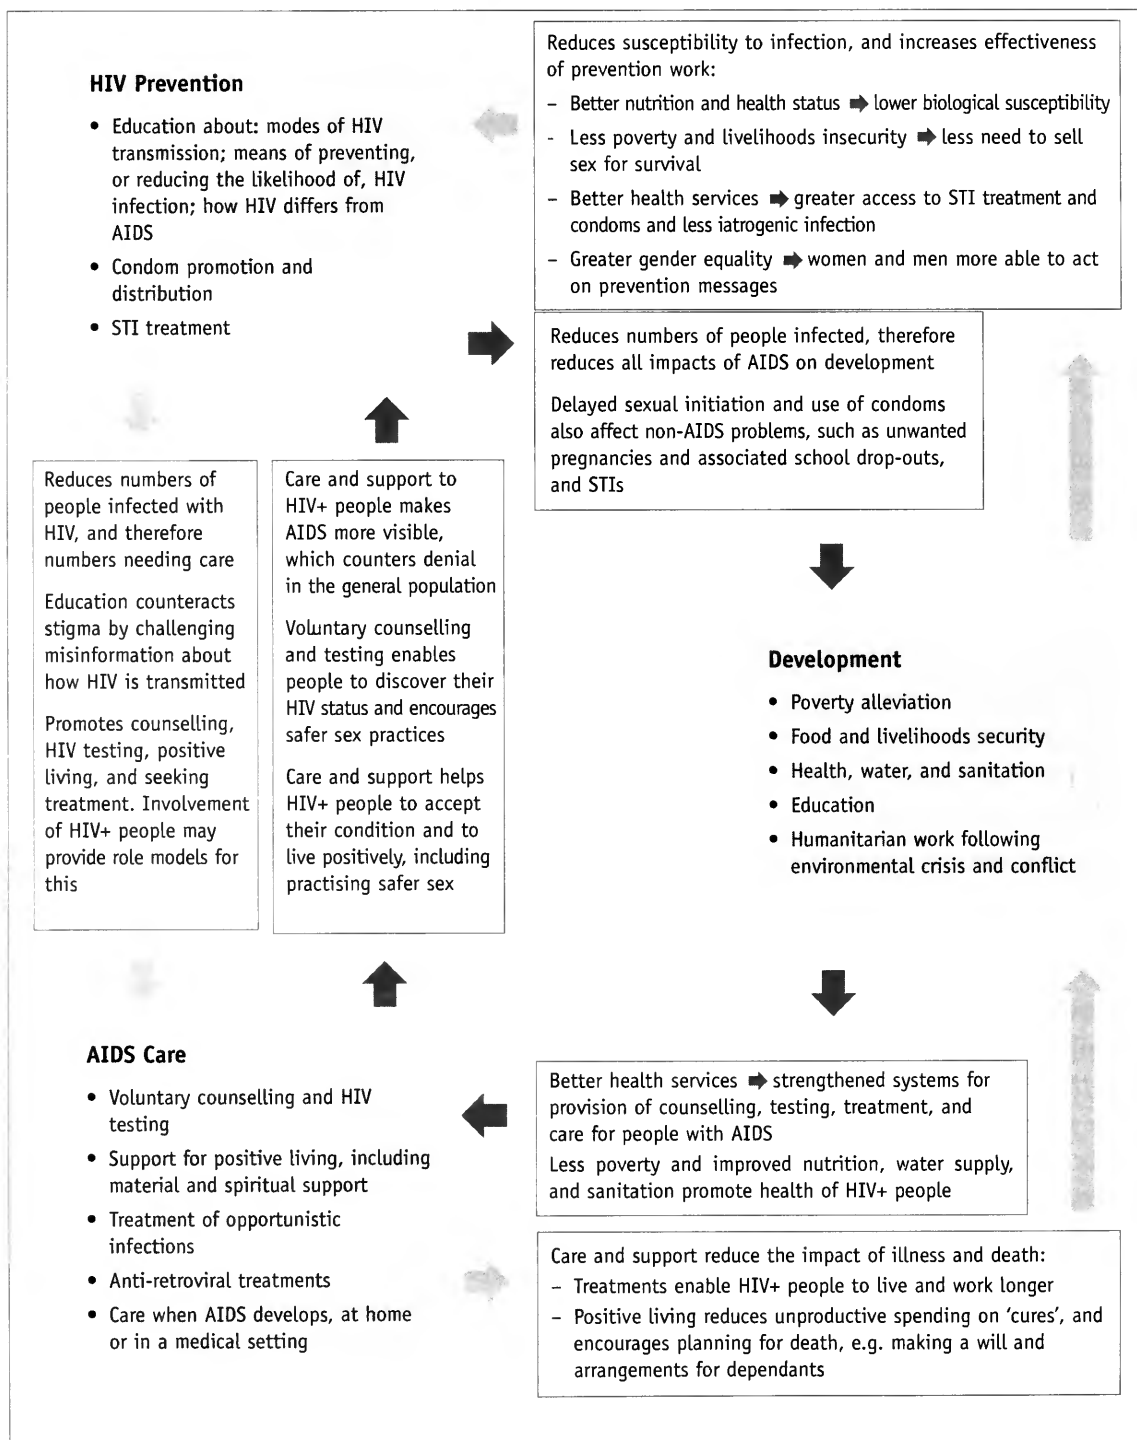 HIV Prevention
• Education about: modes of HIV
transmission; means of preventing,
or reducing the likelihood of, HIV
infection; how HIV differs from
AIDS
• Condom promotion and
distribution
• STI treatment
Reduces susceptibility to infection, and increases effectiveness
of prevention work:
– Better nutrition and health status ➡ lower biological susceptibility
- Less poverty and livelihoods insecurity ➡ less need to sell
sex for survival
– Better health services ➡ greater access to STI treatment and
condoms and less iatrogenic infection
– Greater gender equality ➡ women and men more able to act
on prevention messages
Reduces numbers of people infected, therefore
reduces all impacts of AIDS on development
Delayed sexual initiation and use of condoms
also affect non-AIDS problems, such as unwanted
pregnancies and associated school drop-outs,
and STIs
Reduces numbers of
people infected with
HIV, and therefore
numbers needing care
Education counteracts
stigma by challenging
misinformation about
how HIV is transmitted
Promotes counselling,
HIV testing, positive
living, and seeking
treatment. Involvement
of HIV+ people may
provide role models for
this
Care and support to
HIV+ people makes
AIDS more visible,
which counters denial
in the general population
Voluntary counselling
and testing enables
people to discover their
HIV status and encourages
safer sex practices
Care and support helps
HIV+ people to accept
their condition and to
live positively, including
practising safer sex
Development
• Poverty alleviation
• Food and livelihoods security
• Health, water, and sanitation
• Education
• Humanitarian work following
environmental crisis and conflict
AIDS Care
• Voluntary counselling and HIV
testing
• Support for positive living, including
material and spiritual support
• Treatment of opportunistic
infections
• Anti-retroviral treatments
• Care when AIDS develops, at home
or in a medical setting
Better health services ➡ strengthened systems for
provision of counselling, testing, treatment, and
care for people with AIDS
Less poverty and improved nutrition, water supply,
and sanitation promote health of HIV+ people
Care and support reduce the impact of illness and death:
– Treatments enable HIV+ people to live and work longer
– Positive living reduces unproductive spending on 'cures', and
encourages planning for death, e.g. making a will and
arrangements for dependants